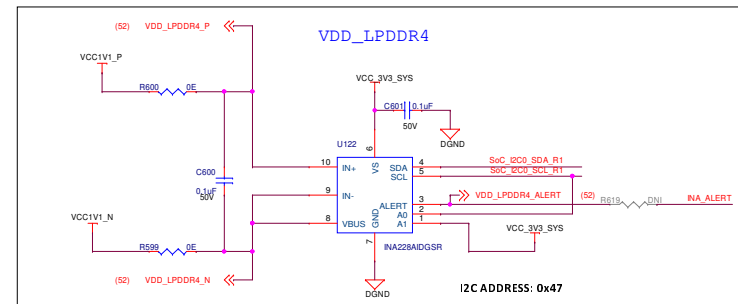 (52) VDD_LPDDR4_P
VDD_LPDDR4
VCC1V1_P
VCC_3V3_SYS
R600 0E
C601 0.1uF
50V
DGND
U122
C600
0.1uF
50V
10 IN+
9 IN-
8 VBUS
6 VS
SDA 4 SoC_I2C0_SDA_R1
SCL 5 SoC_I2C0_SCL_R1
ALERT 3 VDD_LPDDR4_ALERT (52)
A0 2
A1 1
GND 7
R619 DNI INA_ALERT
VCC1V1_N
VCC_3V3_SYS
R599 0E
INA228AIDGSR
(52) VDD_LPDDR4_N
DGND
I2C ADDRESS: 0x47